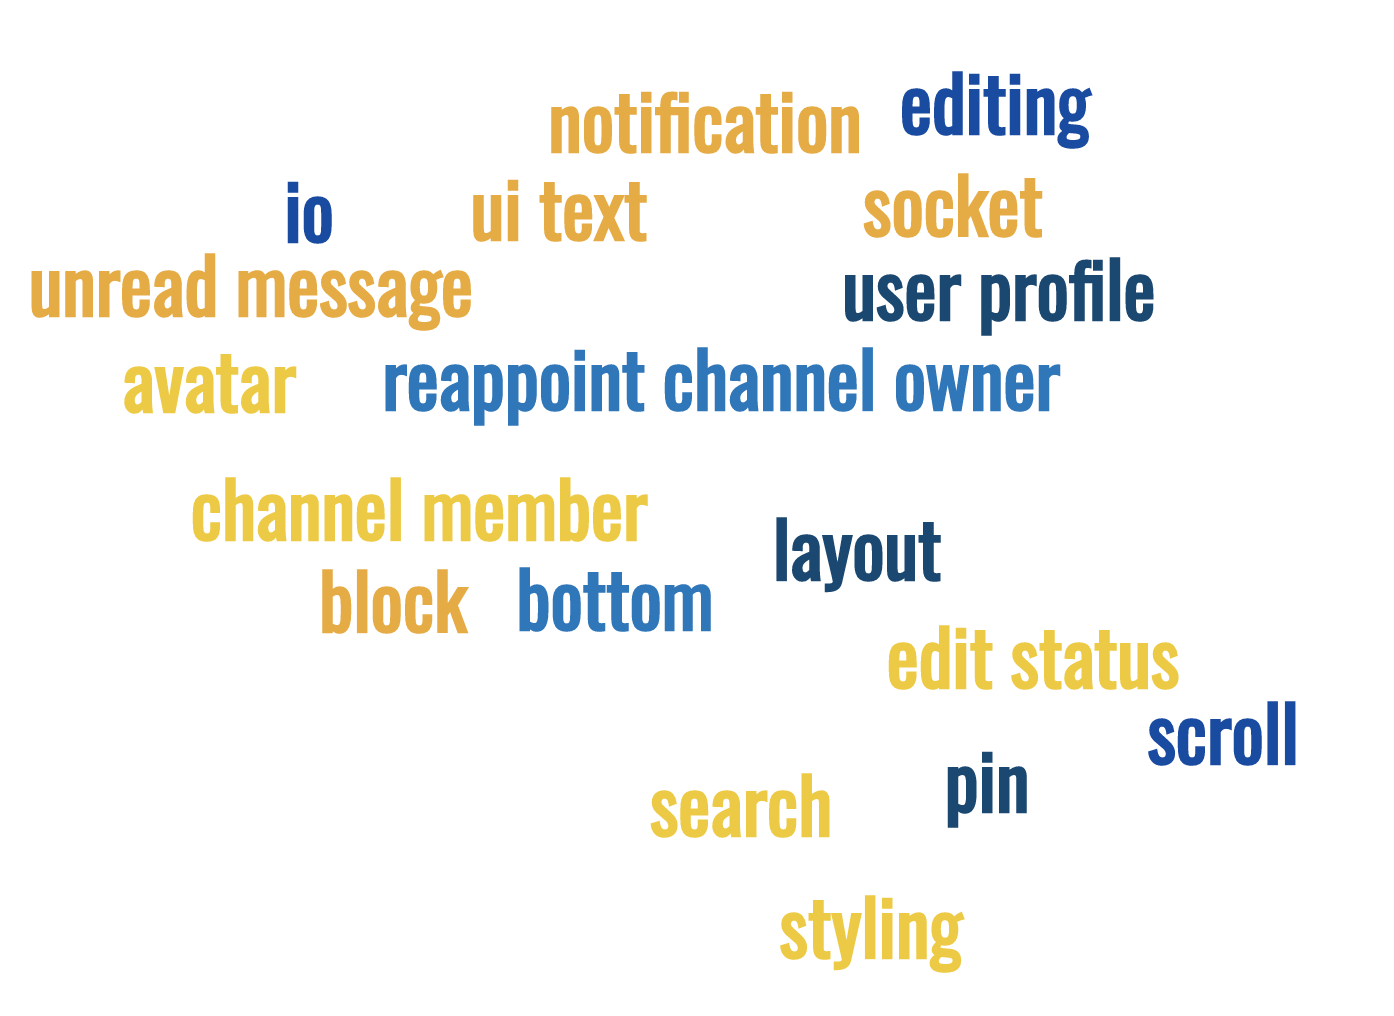 notification
editing
io
ui text
socket
unread message
user profile
avatar
reappoint channel owner
channel member
layout
block
bottom
edit status
scroll
search
pin
styling